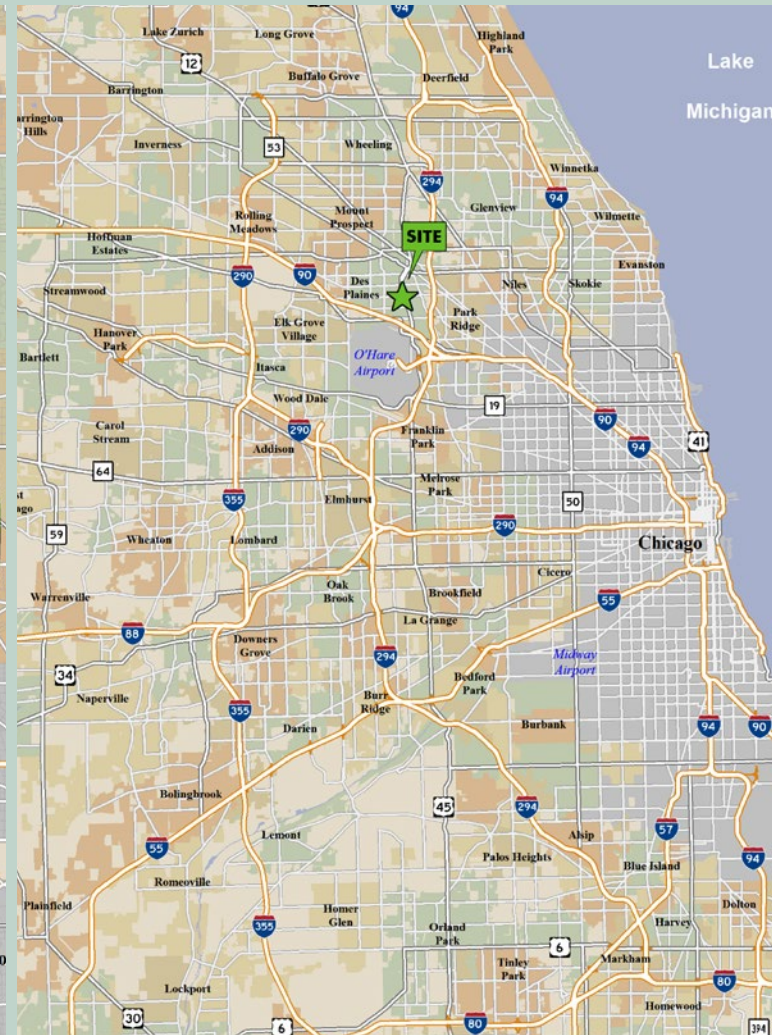 94
Lake Zurich
Long Grove
Highland
Park
12
Buffalo Grove
Deerfield
Lake
Michigan
Barrington
arrington
Hills
53
Inverness
Wheeling
294
94
Winnetka
Rolling
Meadows
Mount
Prospect
Glenview
Wilmette
SITE
Hoffman
Estates
290
90
Des
Plaines
Niles
Skokie
Evanston
Streamwood
Elk Grove
Village
Park
Ridge
Hanover
Park
Bartlett
O'Hare
Airport
Itasca
Wood Dale
19
90
Carol
Stream
290
Addison
Franklin
Park
94
41
64
Melrose
Park
355
Elmhurst
50
st
ago
59
Wheaton
Lombard
290
Chicago
Oak
Brook
Cicero
Warrenville
Brookfield
55
La Grange
88
Downers
Grove
294
Midway
Airport
34
Naperville
Bedford
Park
355
Burr
Ridge
Darien
Burbank
94
90
Bolingbrook
45
294
55
Lemont
Alsip
57
Palos Heights
Blue Island
94
Romeoville
Plainfield
Homer
Glen
355
Orland
Park
Harvey
Dolton
6
Tinley
Park
Markham
80
Lockport
Homewood
30
6
80
394